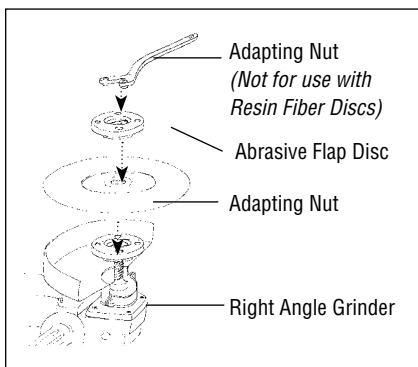 Adapting Nut
(Not for use with
Resin Fiber Discs)
Abrasive Flap Disc
Adapting Nut
Right Angle Grinder